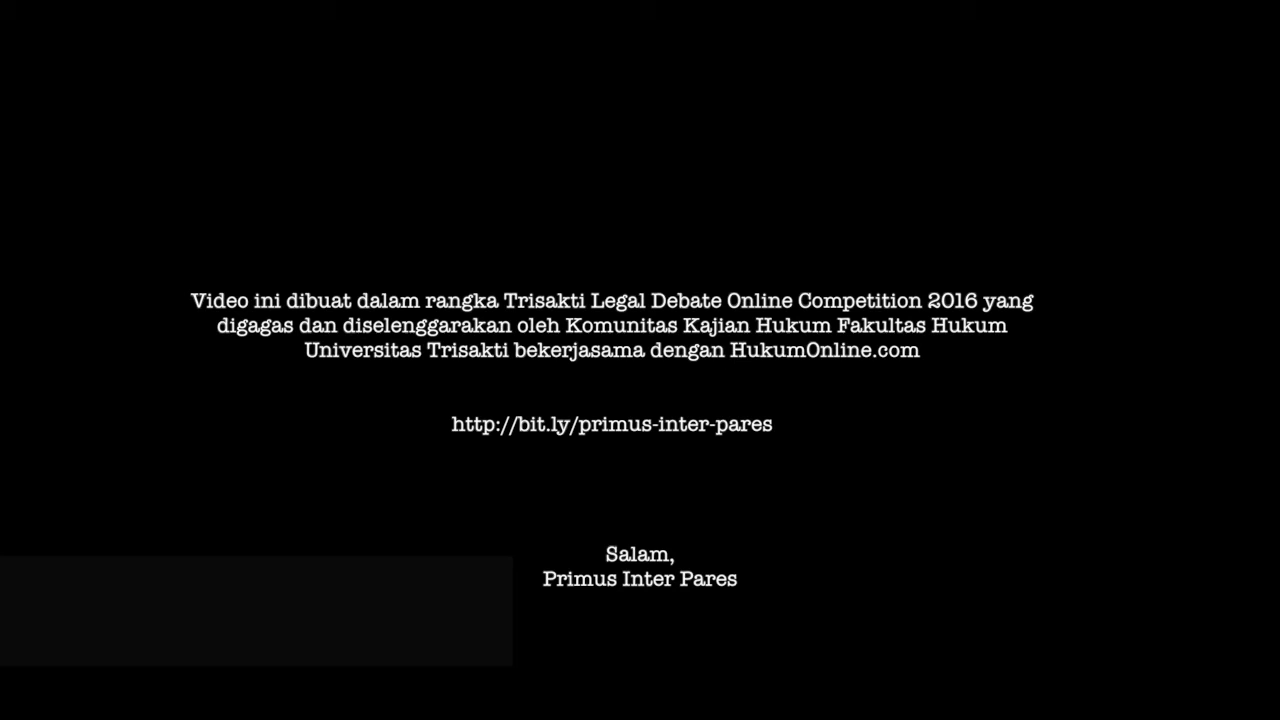 Video ini dibuat dalam rangka Trisakti Legal Debate Online Competition 2016 yang
digagas dan diselenggarakan oleh Komunitas Kajian Hukum Fakultas Hukum
Universitas Trisakti bekerjasama dengan HukumOnline.com
http://bit.ly/primus-inter-pares
Salam,
Primus Inter Pares